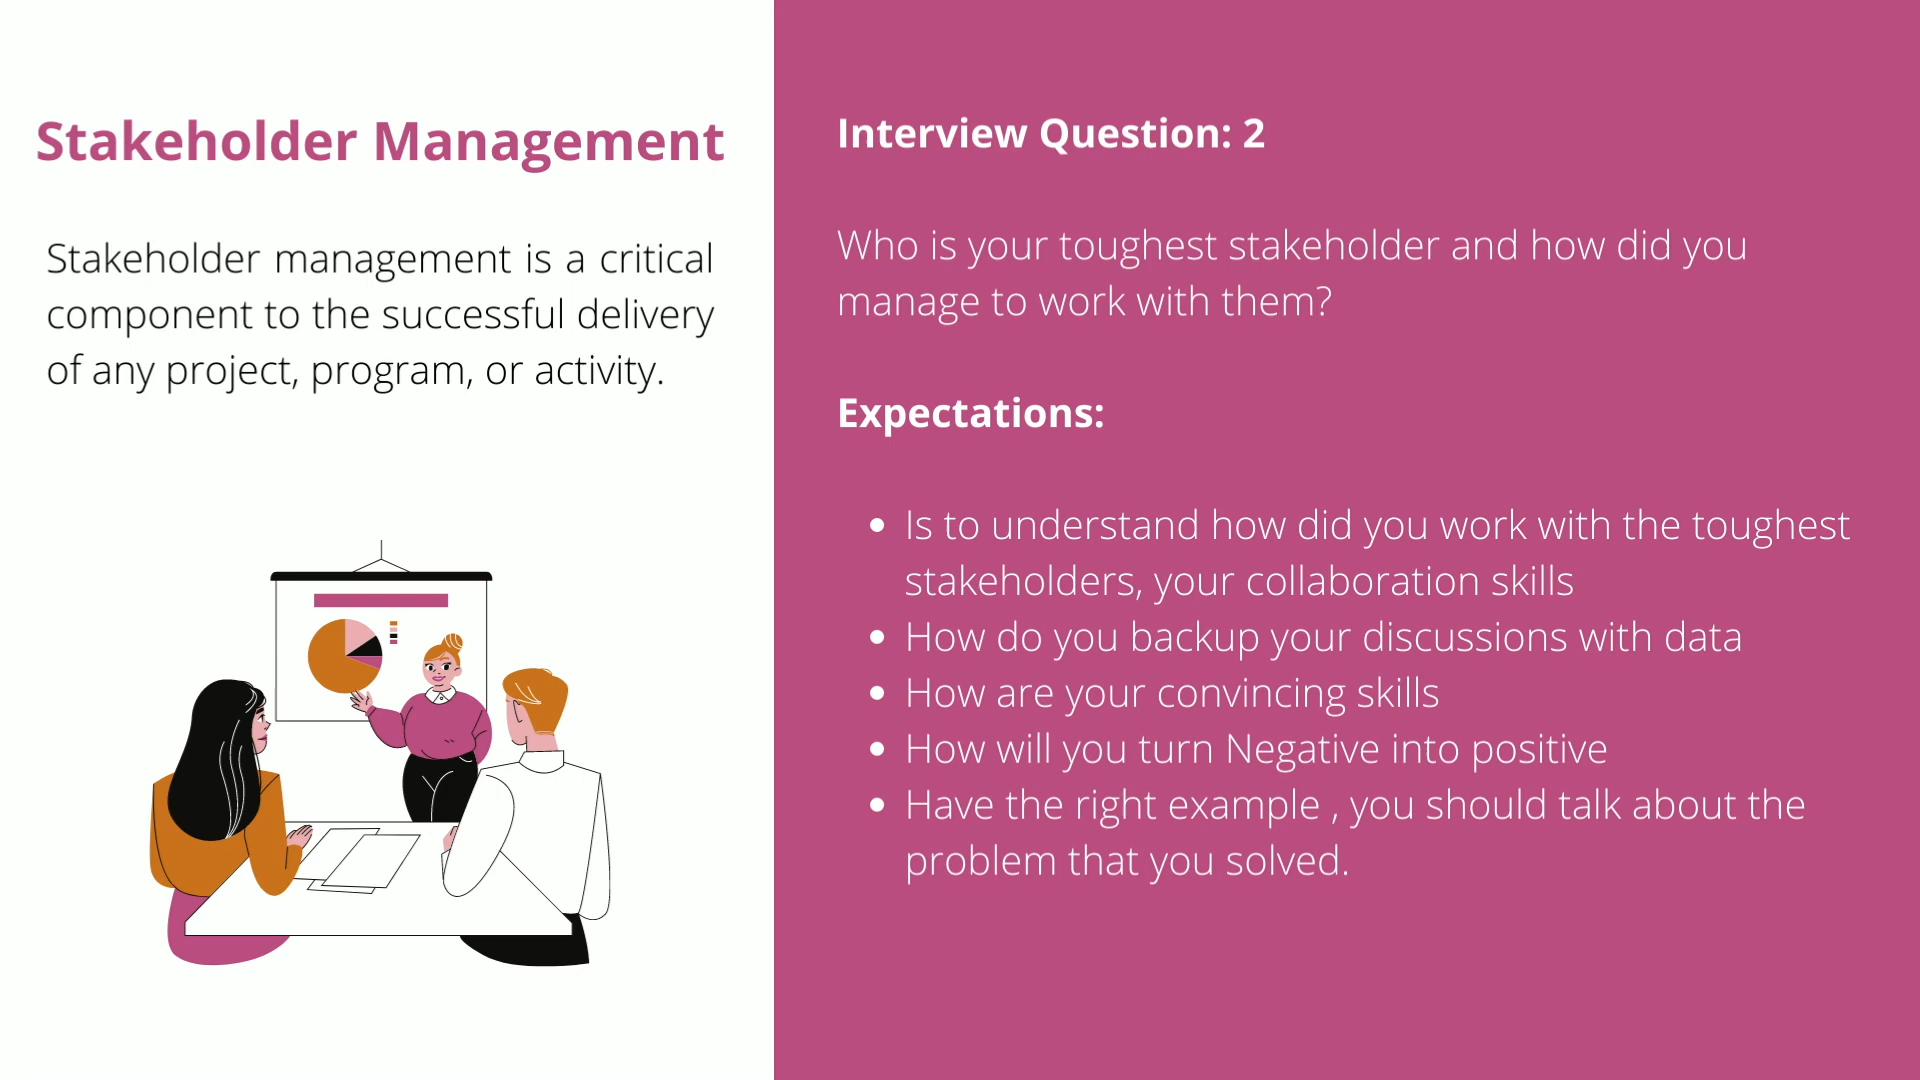 Stakeholder Management
Stakeholder management is a critical
component to the successful delivery
of any project, program, or activity.
Interview Question: 2
Who is your toughest stakeholder and how did you
manage to work with them?
Expectations:
• Is to understand how did you work with the toughest
stakeholders, your collaboration skills
• How do you backup your discussions with data
• How are your convincing skills
• How will you turn Negative into positive
• Have the right example , you should talk about the
problem that you solved.